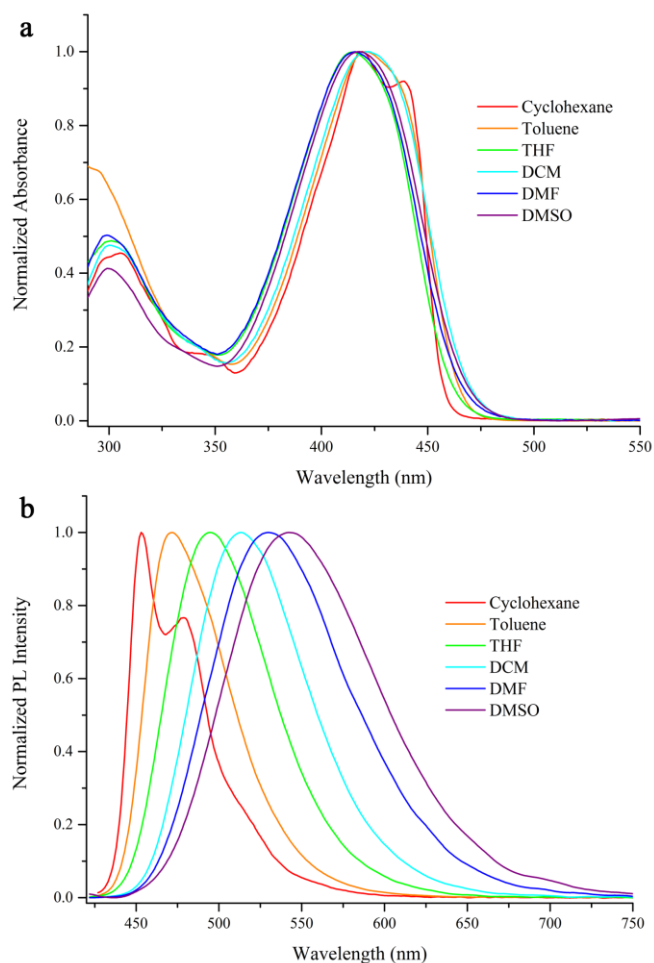 a
1.0
0.8
0.6
0.4
0.2
0.0
Normalized Absorbance
Cyclohexane
Toluene
THF
DCM
DMF
DMSO
300
350
400
450
500
550
Wavelength (nm)
b
1.0
0.8
0.6
0.4
0.2
0.0
Normalized PL Intensity
Cyclohexane
Toluene
THF
DCM
DMF
DMSO
450
500
550
600
650
700
750
Wavelength (nm)